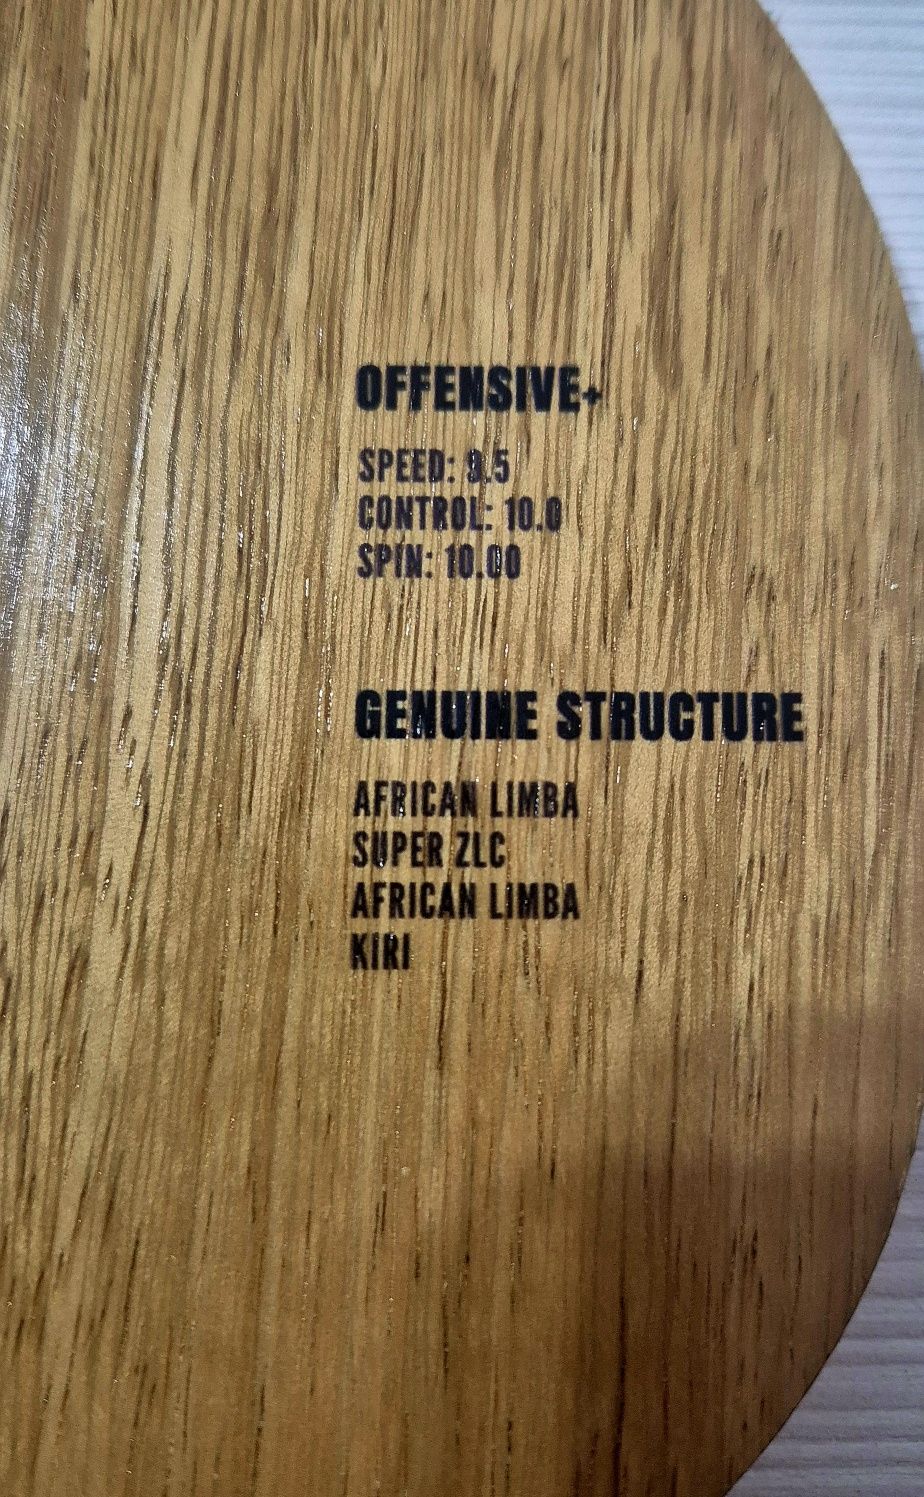 OFFENSIVE+
SPEED: 9.5
CONTROL: 10.0
SPIN: 10.00
GENUINE STRUCTURE
AFRICAN LIMBA
SUPER ZLC
AFRICAN LIMBA
KIRI